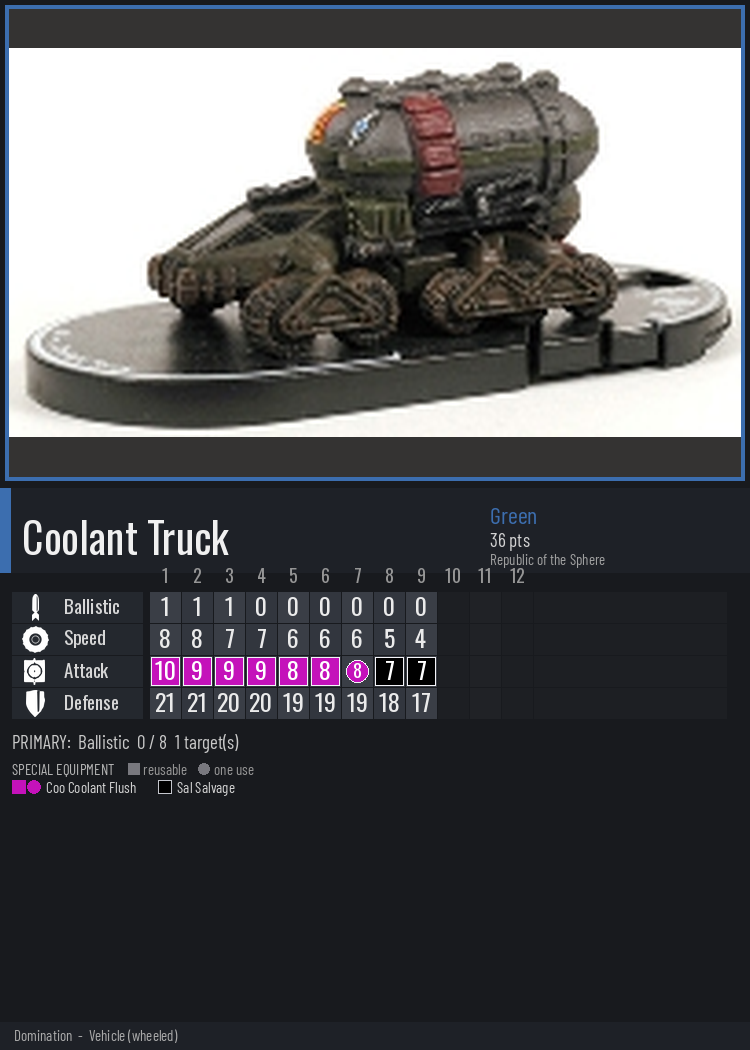 Coolant Truck
Green
36 pts
Republic of the Sphere
1 2 3 4 5 6 7 8 9 10 11 12
Ballistic 1 1 1 0 0 0 0 0 0
Speed 8 8 7 7 6 6 6 5 4
Attack 10 9 9 9 8 8 8 7 7
Defense 21 21 20 20 19 19 19 18 17
PRIMARY: Ballistic 0 / 8 1 target(s)
SPECIAL EQUIPMENT reusable one use
Coo Coolant Flush Sal Salvage
Domination - Vehicle (wheeled)